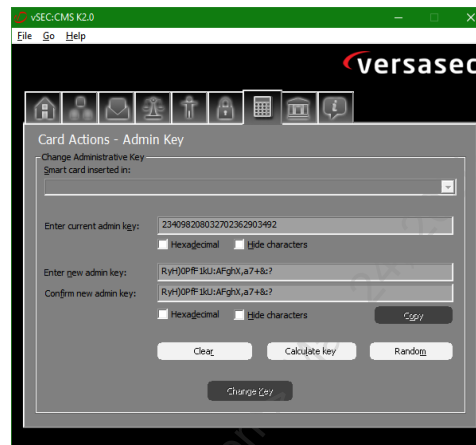 vSEC:CMS K2.0
File Go Help
versasec
Card Actions - Admin Key
Change Administrative Key
Smart card inserted in:
Enter current admin key: 234098208032702362903492
Hexadecimal Hide characters
Enter new admin key: RyH)0PfF1kU:AFghX,a7+&:?
Confirm new admin key: RyH)0PfF1kU:AFghX,a7+&:?
Hexadecimal Hide characters Copy
Clear Calculate key Random
Change Key